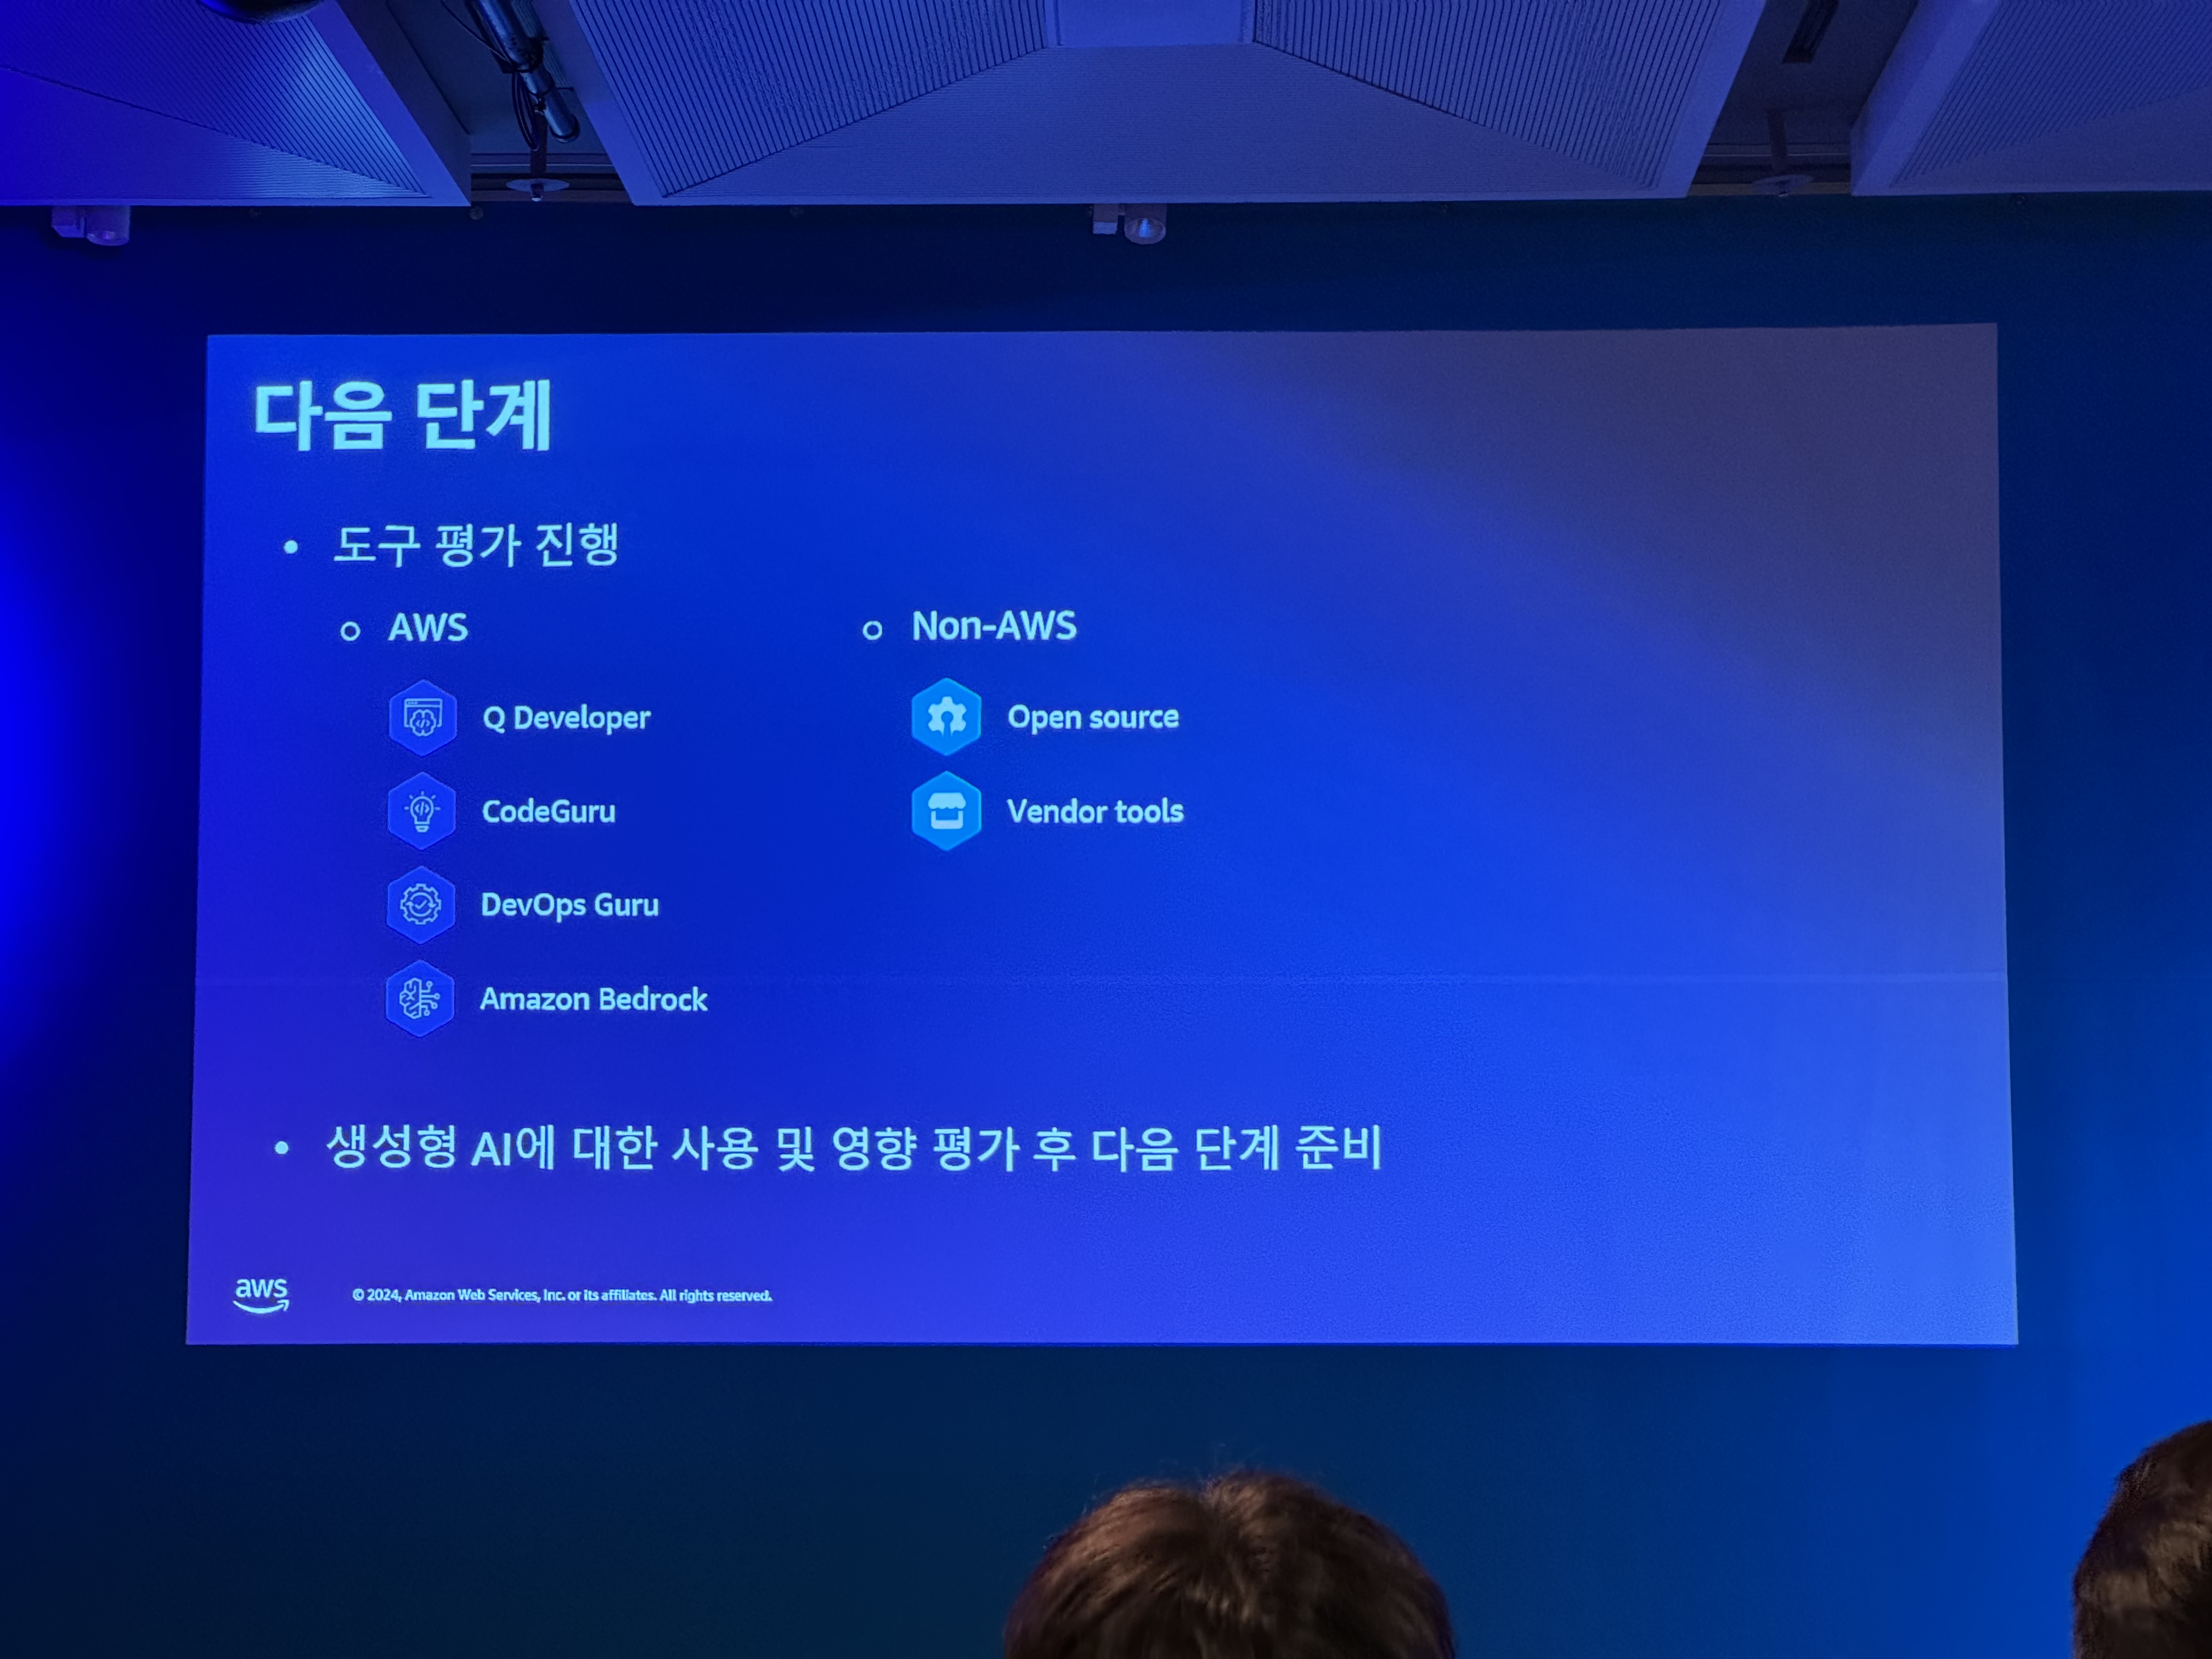 다음 단계
• 도구 평가 진행
○ AWS
Q Developer
CodeGuru
DevOps Guru
Amazon Bedrock
○ Non-AWS
Open source
Vendor tools
• 생성형 AI에 대한 사용 및 영향 평가 후 다음 단계 준비
aws
© 2024, Amazon Web Services, Inc. or its affiliates. All rights reserved.